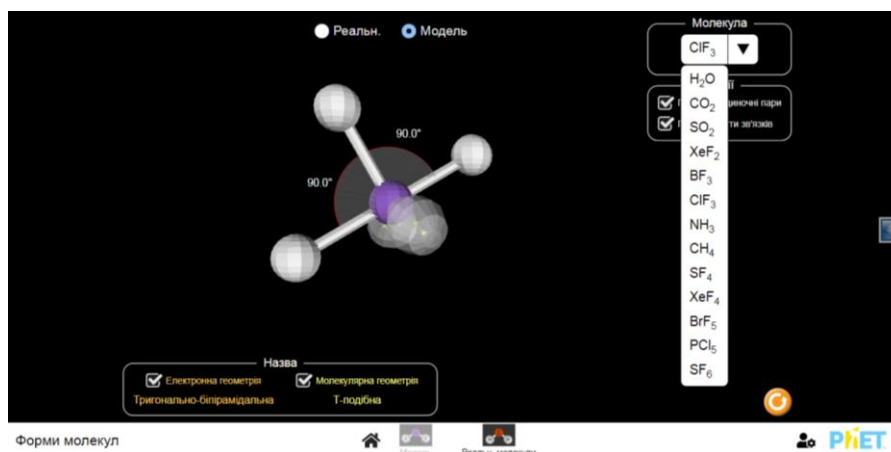 Реальн. Модель
Молекула
ClF3
H2O
CO2
SO2
XeF2
BF3
ClF3
NH3
CH4
SF4
XeF4
BrF5
PCl5
SF6
90.0°
90.0°
Назва
Електронна геометрія Молекулярна геометрія
Тригонально-біпірамідальна Т-подібна
Форми молекул
PhET